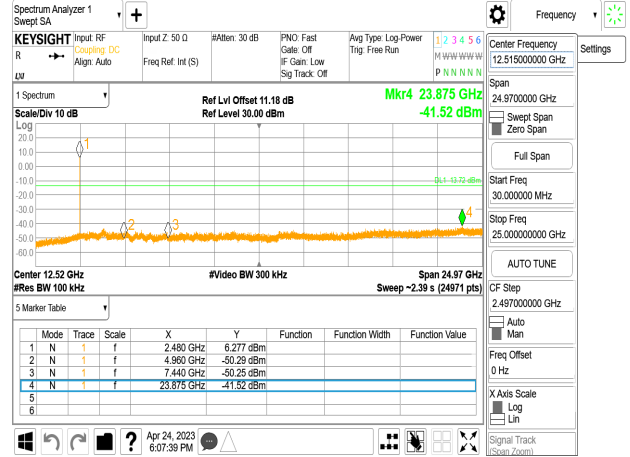 Spectrum Analyzer 1
Swept SA
Frequency
KEYSIGHT
R
Input: RF
Coupling: DC
Align: Auto
Input Z: 50 Ω
Freq Ref: Int (S)
#Atten: 30 dB
PNO: Fast
Gate: Off
IF Gain: Low
Sig Track: Off
Avg Type: Log-Power
Trig: Free Run
1 2 3 4 5 6
M W W W W W
P N N N N N
1 Spectrum
Scale/Div 10 dB
Ref Lvl Offset 11.18 dB
Ref Level 30.00 dBm
Mkr4 23.875 GHz
-41.52 dBm
Log
20.0
10.0
0.00
-10.0
-20.0
-30.0
-40.0
-50.0
-60.0
1
2
3
4
DL1 -13.72 dBm
Center 12.52 GHz
#Res BW 100 kHz
#Video BW 300 kHz
Span 24.97 GHz
Sweep ~2.39 s (24971 pts)
5 Marker Table
Mode Trace Scale X Y Function Function Width Function Value
1 N 1 f 2.480 GHz 6.277 dBm
2 N 1 f 4.960 GHz -50.29 dBm
3 N 1 f 7.440 GHz -50.25 dBm
4 N 1 f 23.875 GHz -41.52 dBm
5
6
Apr 24, 2023
6:07:39 PM
Center Frequency
12.515000000 GHz
Settings
Span
24.9700000 GHz
Swept Span
Zero Span
Full Span
Start Freq
30.000000 MHz
Stop Freq
25.000000000 GHz
AUTO TUNE
CF Step
2.497000000 GHz
Auto
Man
Freq Offset
0 Hz
X Axis Scale
Log
Lin
Signal Track
(Span Zoom)